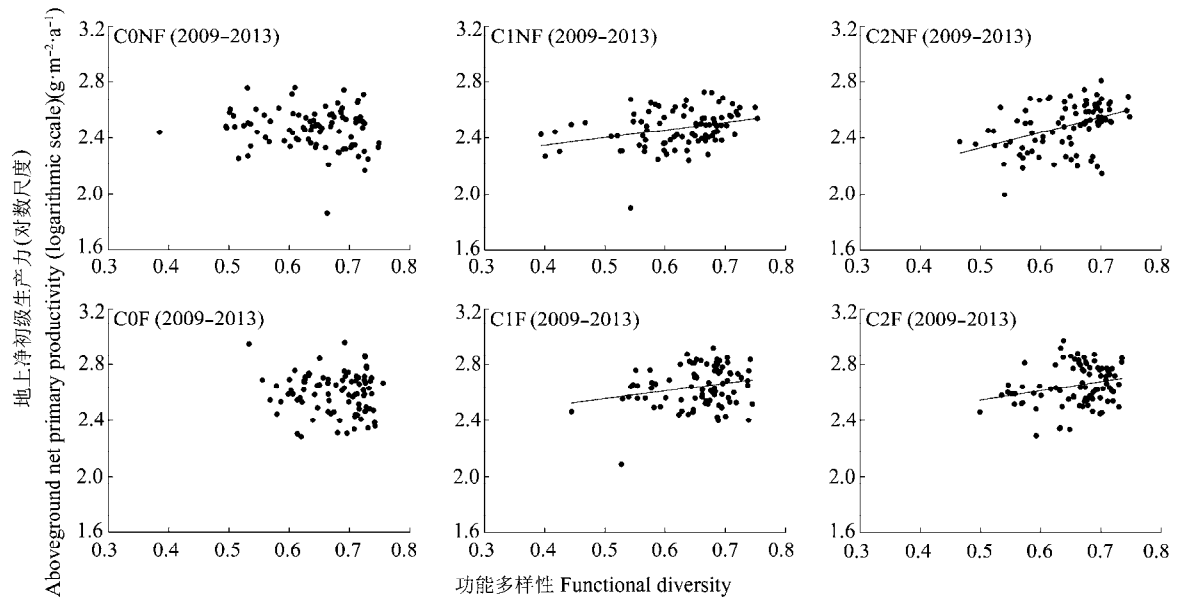 地上净初级生产力(对数尺度)
Aboveground net primary productivity (logarithmic scale)(g·m⁻²·a⁻¹)
C0NF (2009–2013)
3.2
2.8
2.4
2.0
1.6
0.3 0.4 0.5 0.6 0.7 0.8
C1NF (2009–2013)
3.2
2.8
2.4
2.0
1.6
0.3 0.4 0.5 0.6 0.7 0.8
C2NF (2009–2013)
3.2
2.8
2.4
2.0
1.6
0.3 0.4 0.5 0.6 0.7 0.8
C0F (2009–2013)
3.2
2.8
2.4
2.0
1.6
0.3 0.4 0.5 0.6 0.7 0.8
C1F (2009–2013)
3.2
2.8
2.4
2.0
1.6
0.3 0.4 0.5 0.6 0.7 0.8
C2F (2009–2013)
3.2
2.8
2.4
2.0
1.6
0.3 0.4 0.5 0.6 0.7 0.8
功能多样性 Functional diversity